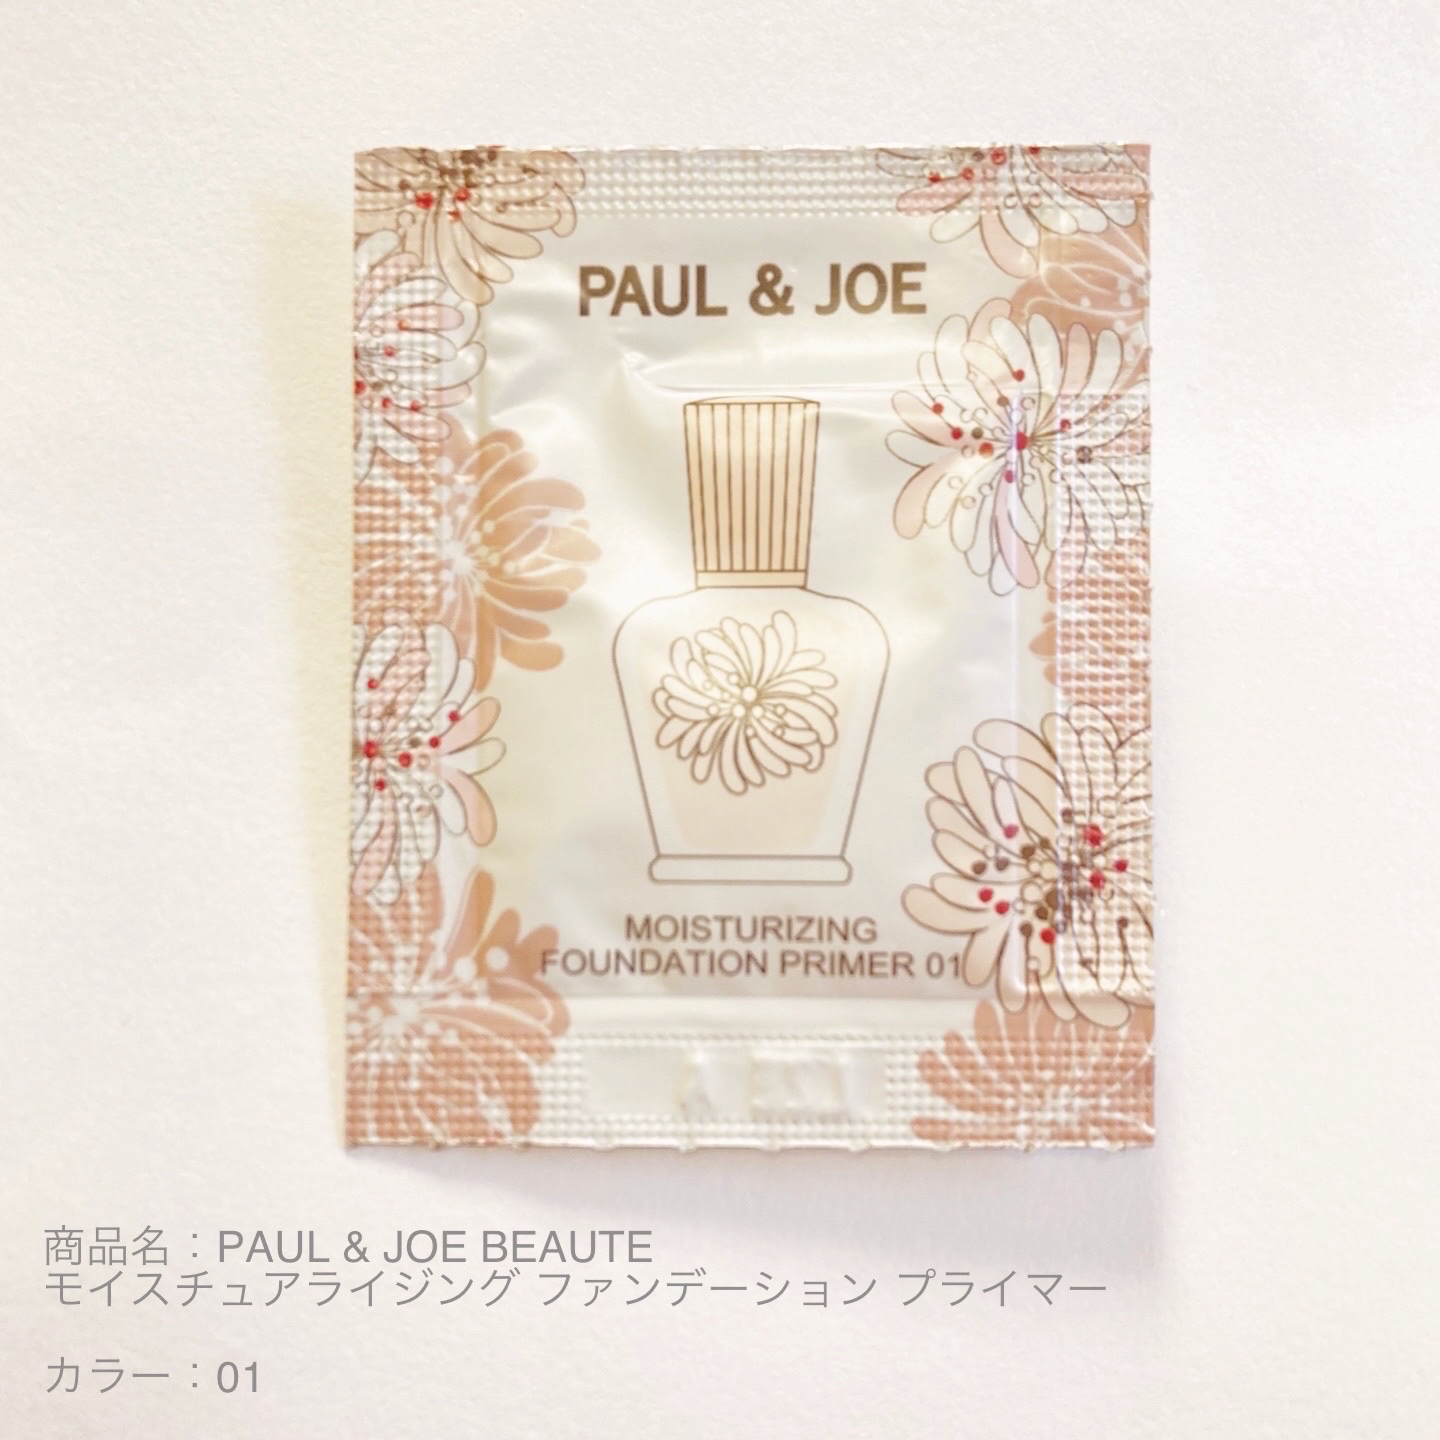 PAUL & JOE
MOISTURIZING
FOUNDATION PRIMER 01
商品名：PAUL & JOE BEAUTE
モイスチュアライジング ファンデーション プライマー
カラー：01